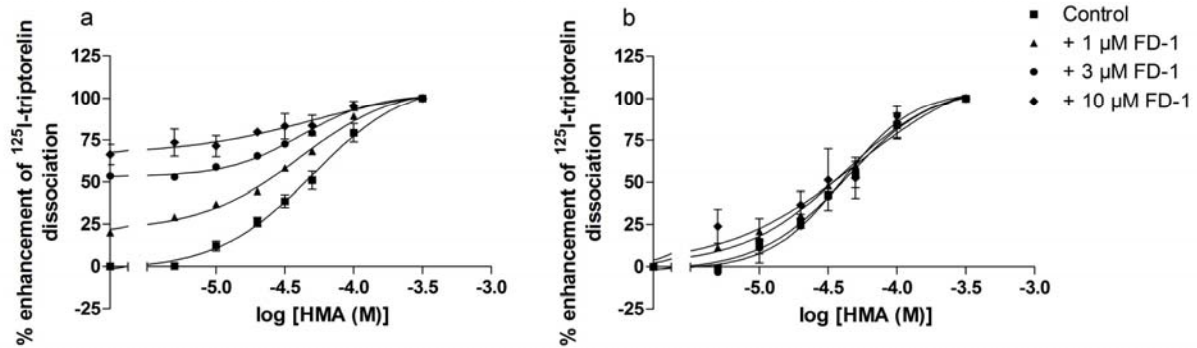 a
% enhancement of ¹²⁵I-triptorelin
dissociation
125
100
75
50
25
0
-25
-5.0
-4.5
-4.0
-3.5
-3.0
log [HMA (M)]
b
% enhancement of ¹²⁵I-triptorelin
dissociation
125
100
75
50
25
0
-25
-5.0
-4.5
-4.0
-3.5
-3.0
log [HMA (M)]
Control
+ 1 µM FD-1
+ 3 µM FD-1
+ 10 µM FD-1